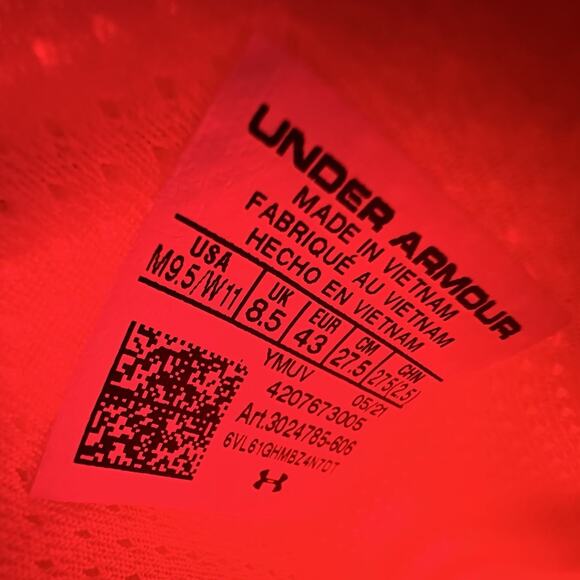 UNDER ARMOUR
MADE IN VIETNAM
FABRIQUÉ AU VIETNAM
HECHO EN VIETNAM
USA UK EUR CM CHN
M9.5/W11 8.5 43 27.5 275(2.5)
YMUV 05/21
4207673005
Art.3024785-606
6VL61GHMBZ4N7DT